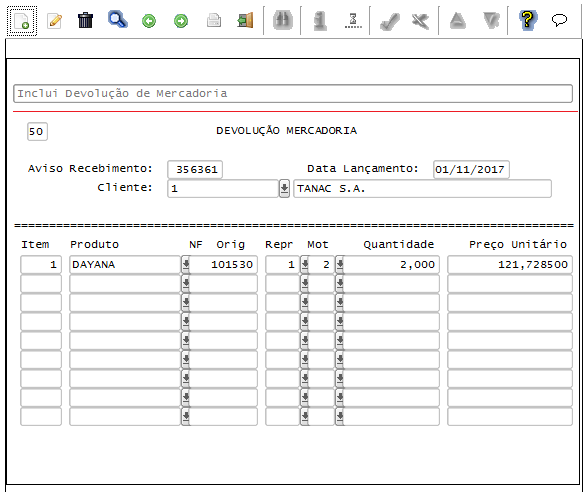 Inclui Devolução de Mercadoria
50 DEVOLUÇÃO MERCADORIA
Aviso Recebimento: 356361 Data Lançamento: 01/11/2017
Cliente: 1 TANAC S.A.
================================================================================
Item Produto NF Orig Repr Mot Quantidade Preço Unitário
1 DAYANA 101530 1 2 2,000 121,728500